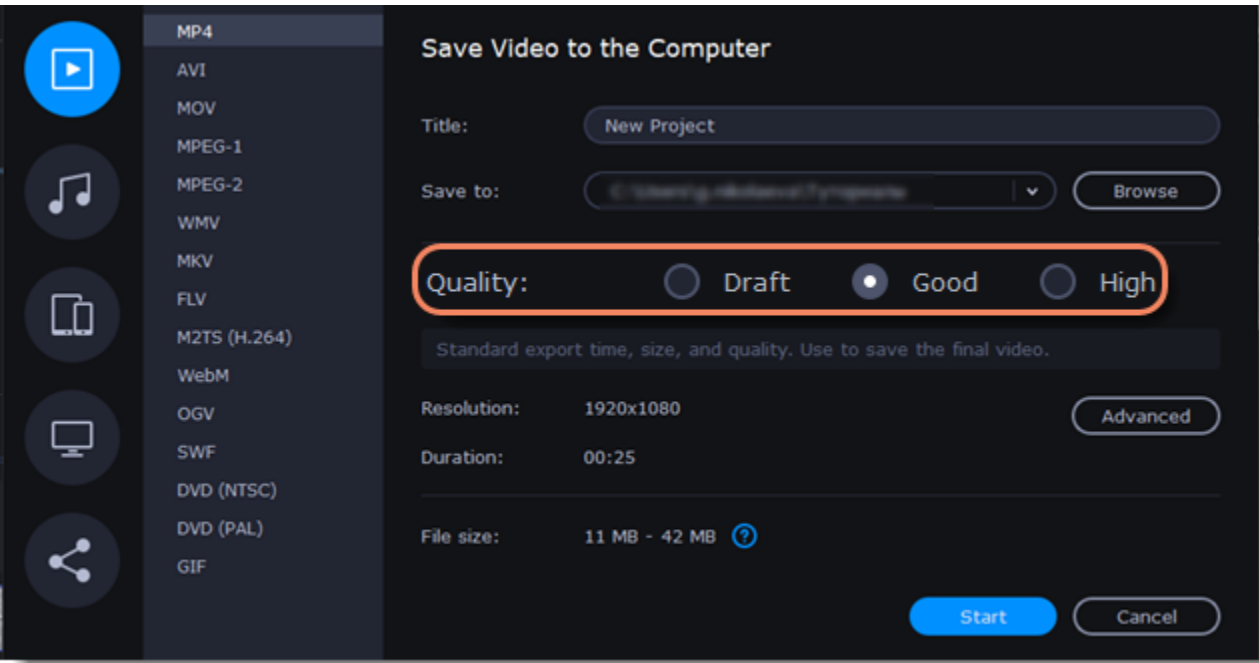 MP4
AVI
MOV
MPEG-1
MPEG-2
WMV
MKV
FLV
M2TS (H.264)
WebM
OGV
SWF
DVD (NTSC)
DVD (PAL)
GIF
Save Video to the Computer
Title: New Project
Save to: Browse
Quality: Draft Good High
Standard export time, size, and quality. Use to save the final video.
Resolution: 1920x1080 Advanced
Duration: 00:25
File size: 11 MB - 42 MB ?
Start Cancel